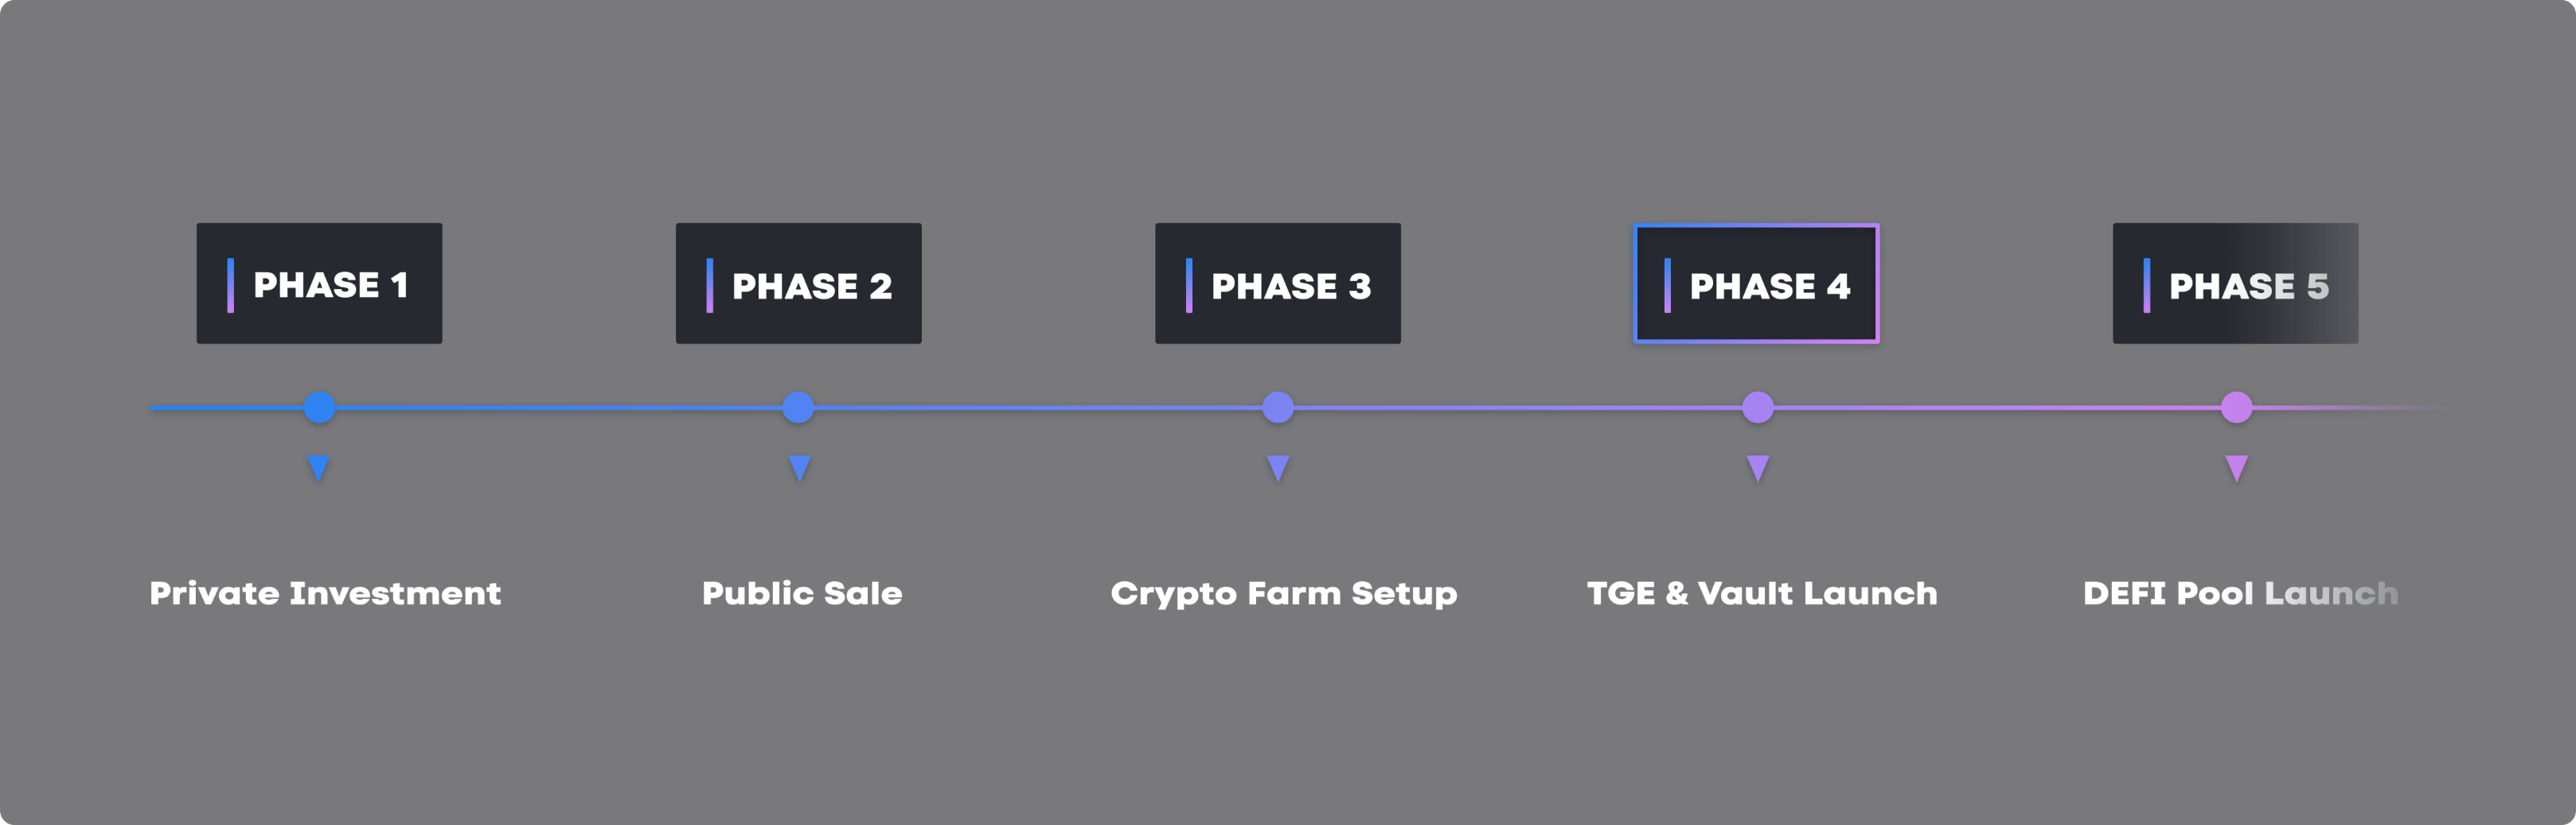 PHASE 1
PHASE 2
PHASE 3
PHASE 4
PHASE 5
Private Investment
Public Sale
Crypto Farm Setup
TGE & Vault Launch
DEFI Pool Launch